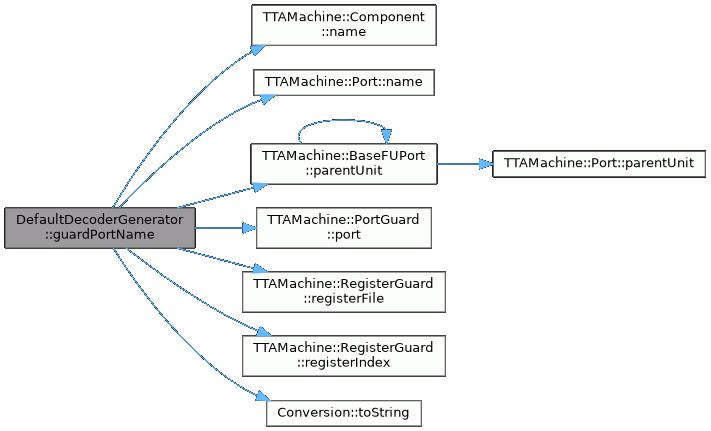 TTAMachine::Component
::name
TTAMachine::Port::name
TTAMachine::BaseFUPort
::parentUnit
TTAMachine::Port::parentUnit
DefaultDecoderGenerator
::guardPortName
TTAMachine::PortGuard
::port
TTAMachine::RegisterGuard
::registerFile
TTAMachine::RegisterGuard
::registerIndex
Conversion::toString